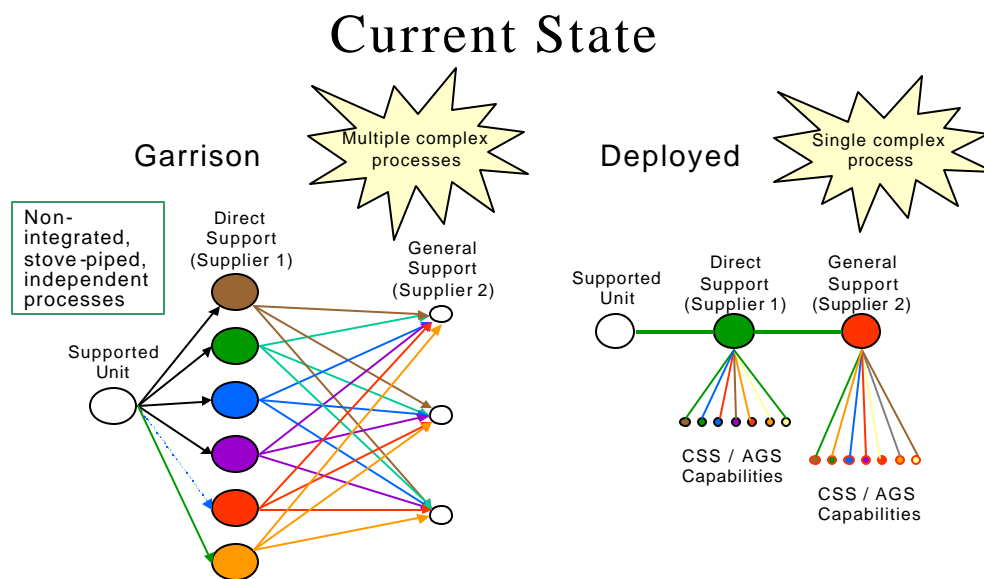 Current State
Garrison
Multiple complex
processes
Non-
integrated,
stove-piped,
independent
processes
Direct
Support
(Supplier 1)
General
Support
(Supplier 2)
Supported
Unit
Deployed
Single complex
process
Supported
Unit
Direct
Support
(Supplier 1)
General
Support
(Supplier 2)
CSS / AGS
Capabilities
CSS / AGS
Capabilities